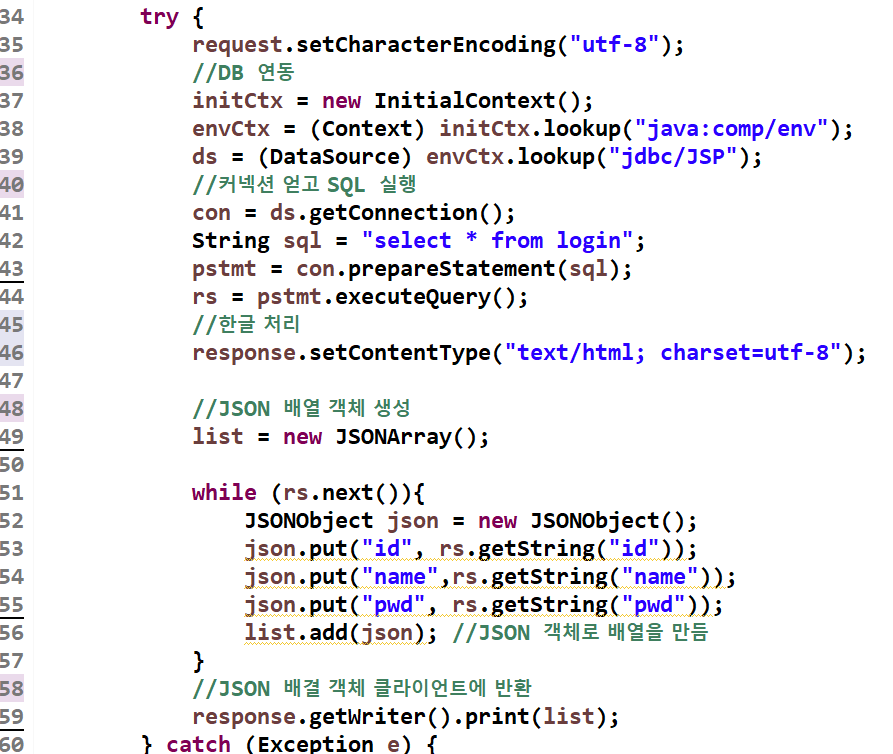 34 try {
35 request.setCharacterEncoding("utf-8");
36 //DB 연동
37 initCtx = new InitialContext();
38 envCtx = (Context) initCtx.lookup("java:comp/env");
39 ds = (DataSource) envCtx.lookup("jdbc/JSP");
40 //커넥션 얻고 SQL 실행
41 con = ds.getConnection();
42 String sql = "select * from login";
43 pstmt = con.prepareStatement(sql);
44 rs = pstmt.executeQuery();
45 //한글 처리
46 response.setContentType("text/html; charset=utf-8");
47
48 //JSON 배열 객체 생성
49 list = new JSONArray();
50
51 while (rs.next()){
52 JSONObject json = new JSONObject();
53 json.put("id", rs.getString("id"));
54 json.put("name",rs.getString("name"));
55 json.put("pwd", rs.getString("pwd"));
56 list.add(json); //JSON 객체로 배열을 만듬
57 }
58 //JSON 배결 객체 클라이언트에 반환
59 response.getWriter().print(list);
60 } catch (Exception e) {